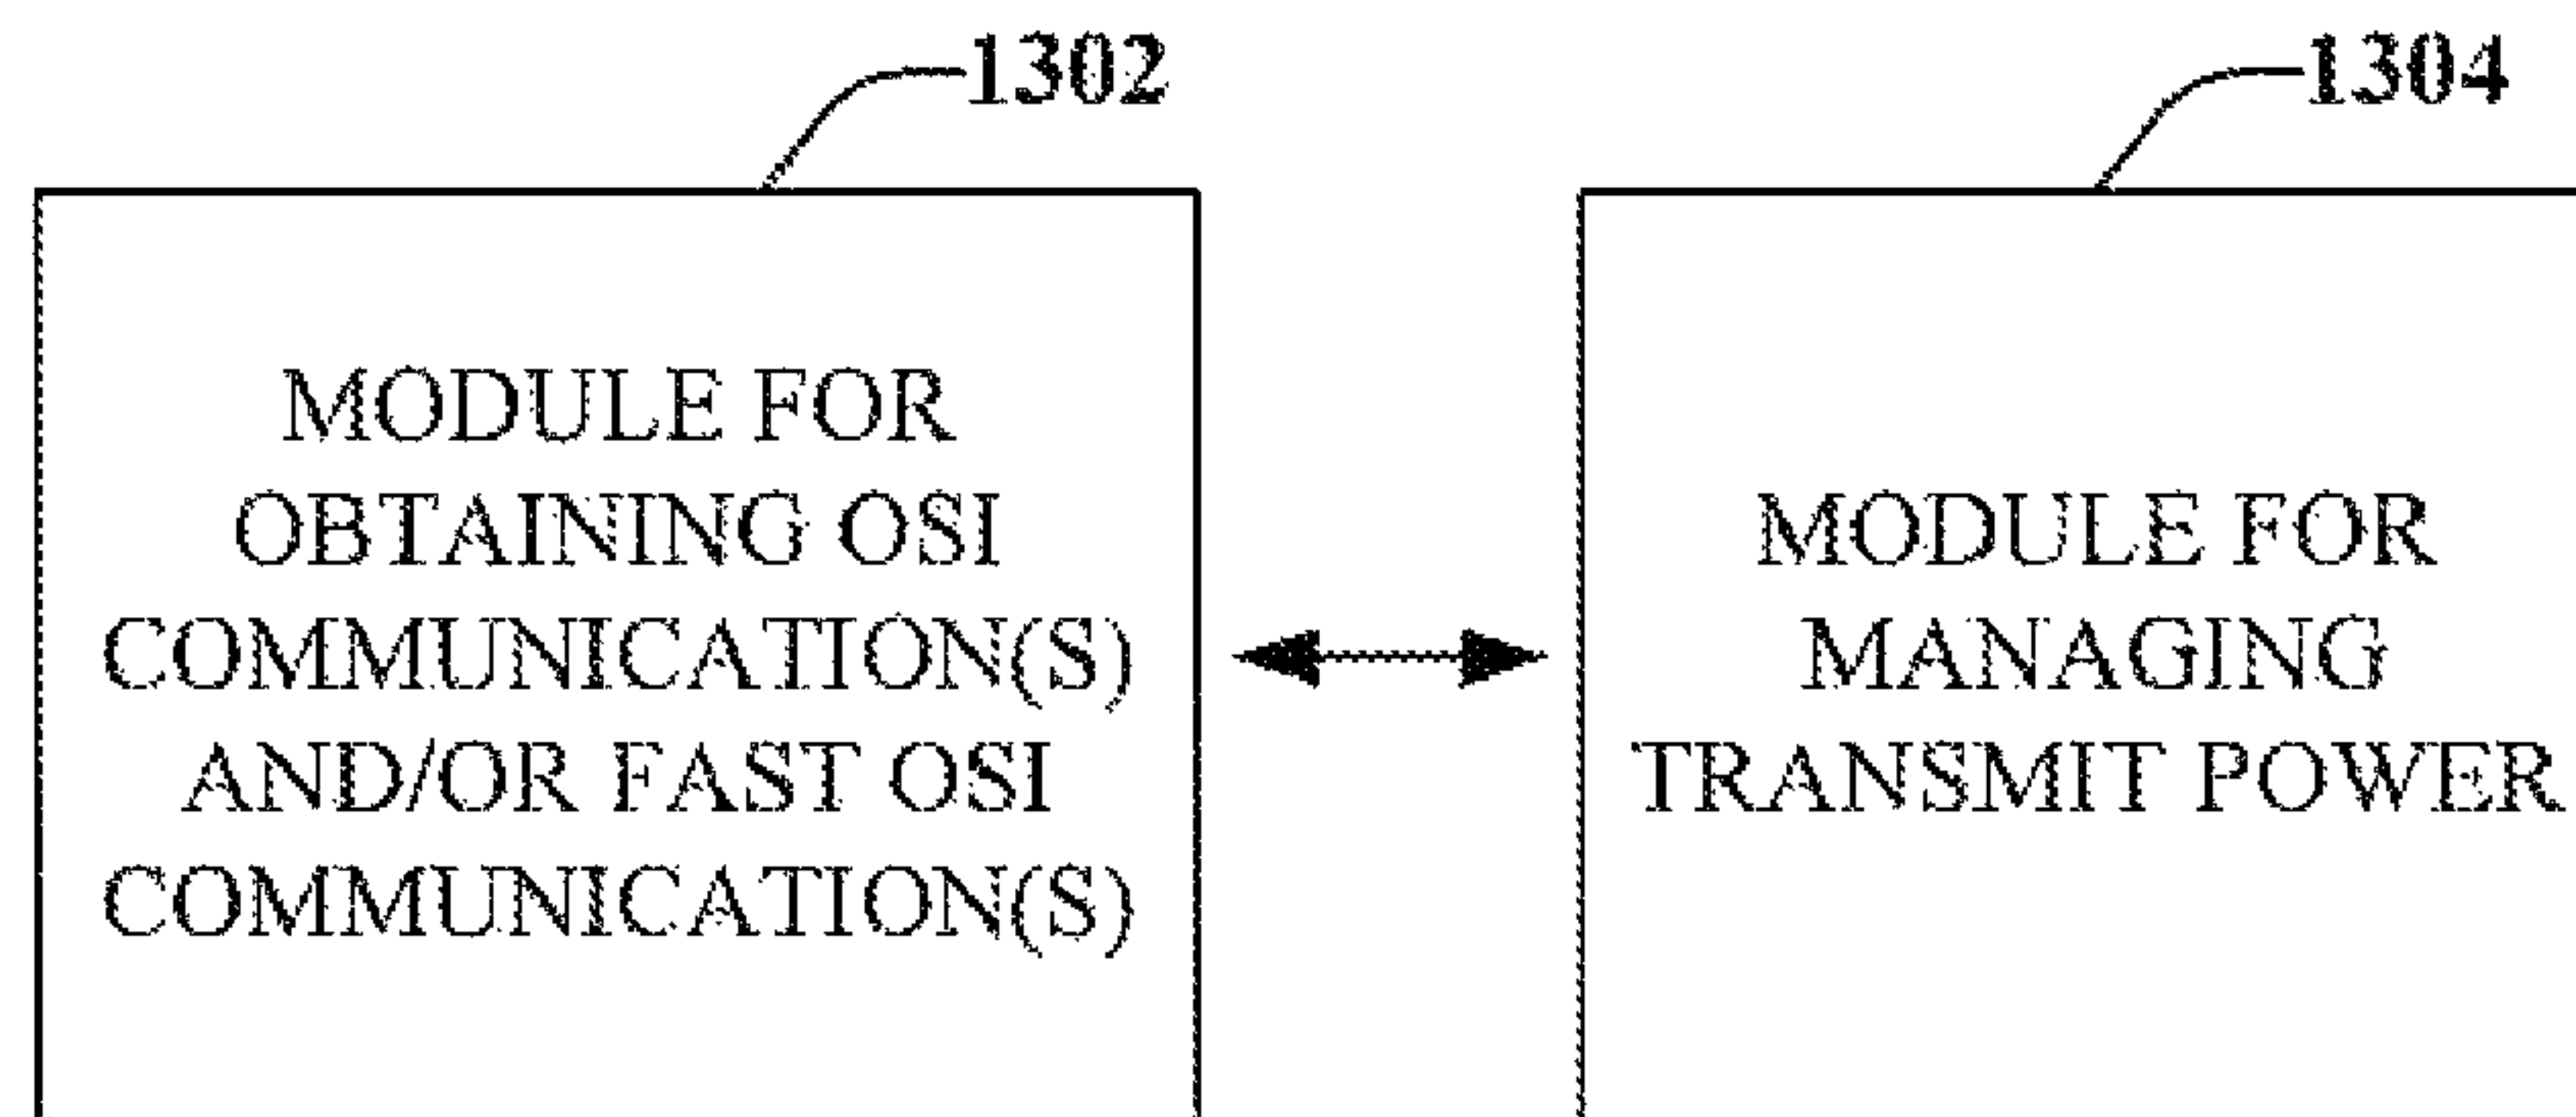 1302
MODULE FOR
OBTAINING OSI
COMMUNICATION(S)
AND/OR FAST OSI
COMMUNICATION(S)
1304
MODULE FOR
MANAGING
TRANSMIT POWER